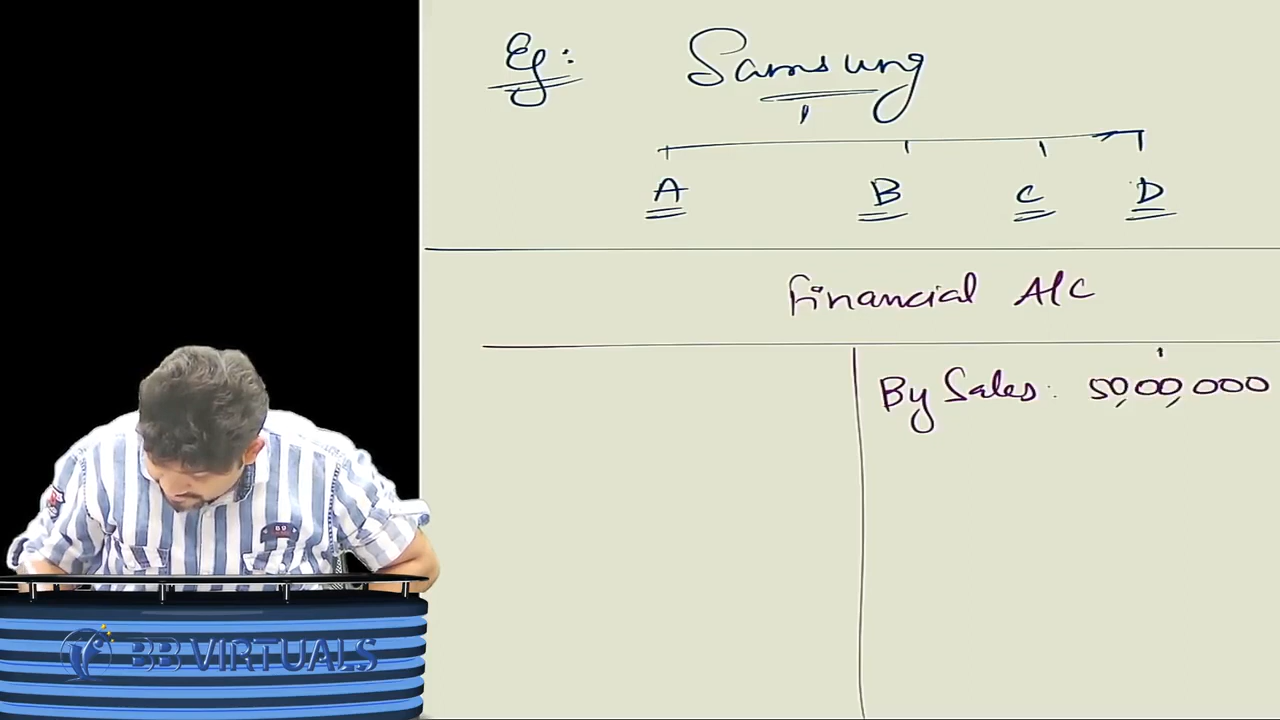 Eg: Samsung
A B C D
Financial A/C
By Sales: 50,00,000
BB VIRTUALS